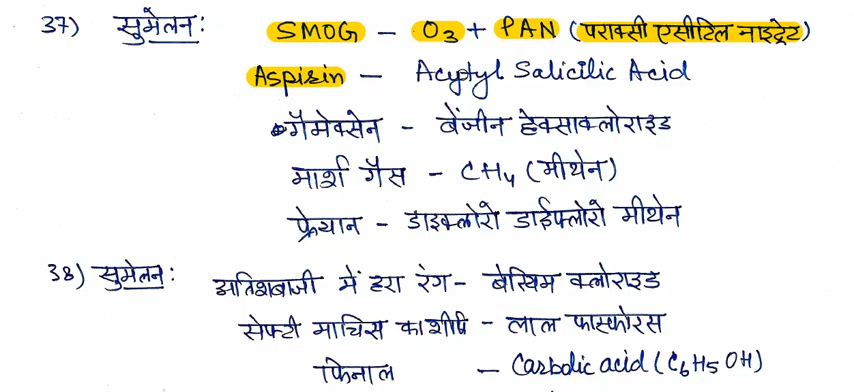 37) सुमेलन: SMOG - O3 + PAN (पराक्सी एसीटिल नाइट्रेट)
Aspirin - Acytyl Salicilic Acid
गैमेक्सेन - बेंजीन हेक्साक्लोराइड
मार्श गैस - CH4 (मीथेन)
फ्रेयान - डाइक्लोरो डाईफ्लोरो मीथेन
38) सुमेलन: अतिशबाजी में हरा रंग - बेरियम क्लोराइड
सेफ्टी माचिस का शीर्ष - लाल फास्फोरस
फिनाल - Carbolic acid (C6H5OH)